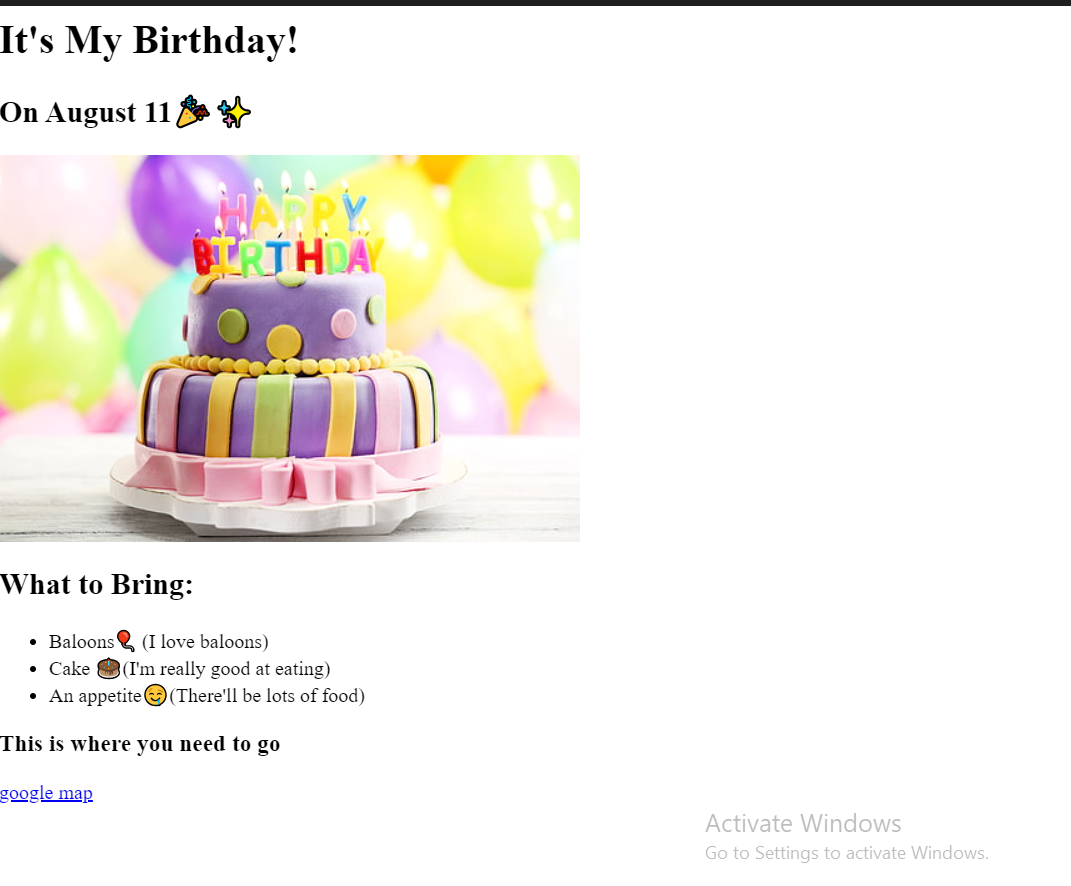 It's My Birthday!
On August 11🎉 ✨
HAPPY
BIRTHDAY
What to Bring:
• Baloons🎈 (I love baloons)
• Cake 🎂(I'm really good at eating)
• An appetite🤤(There'll be lots of food)
This is where you need to go
google map
Activate Windows
Go to Settings to activate Windows.